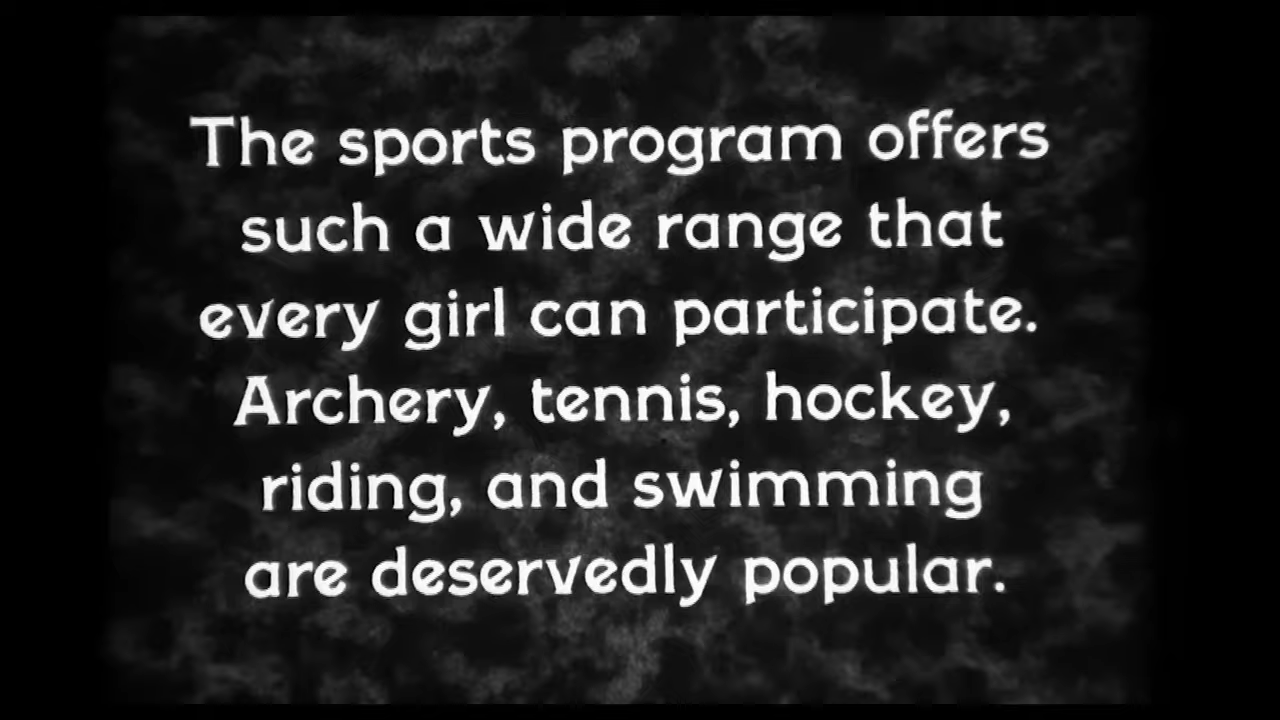 The sports program offers
such a wide range that
every girl can participate.
Archery, tennis, hockey,
riding, and swimming
are deservedly popular.